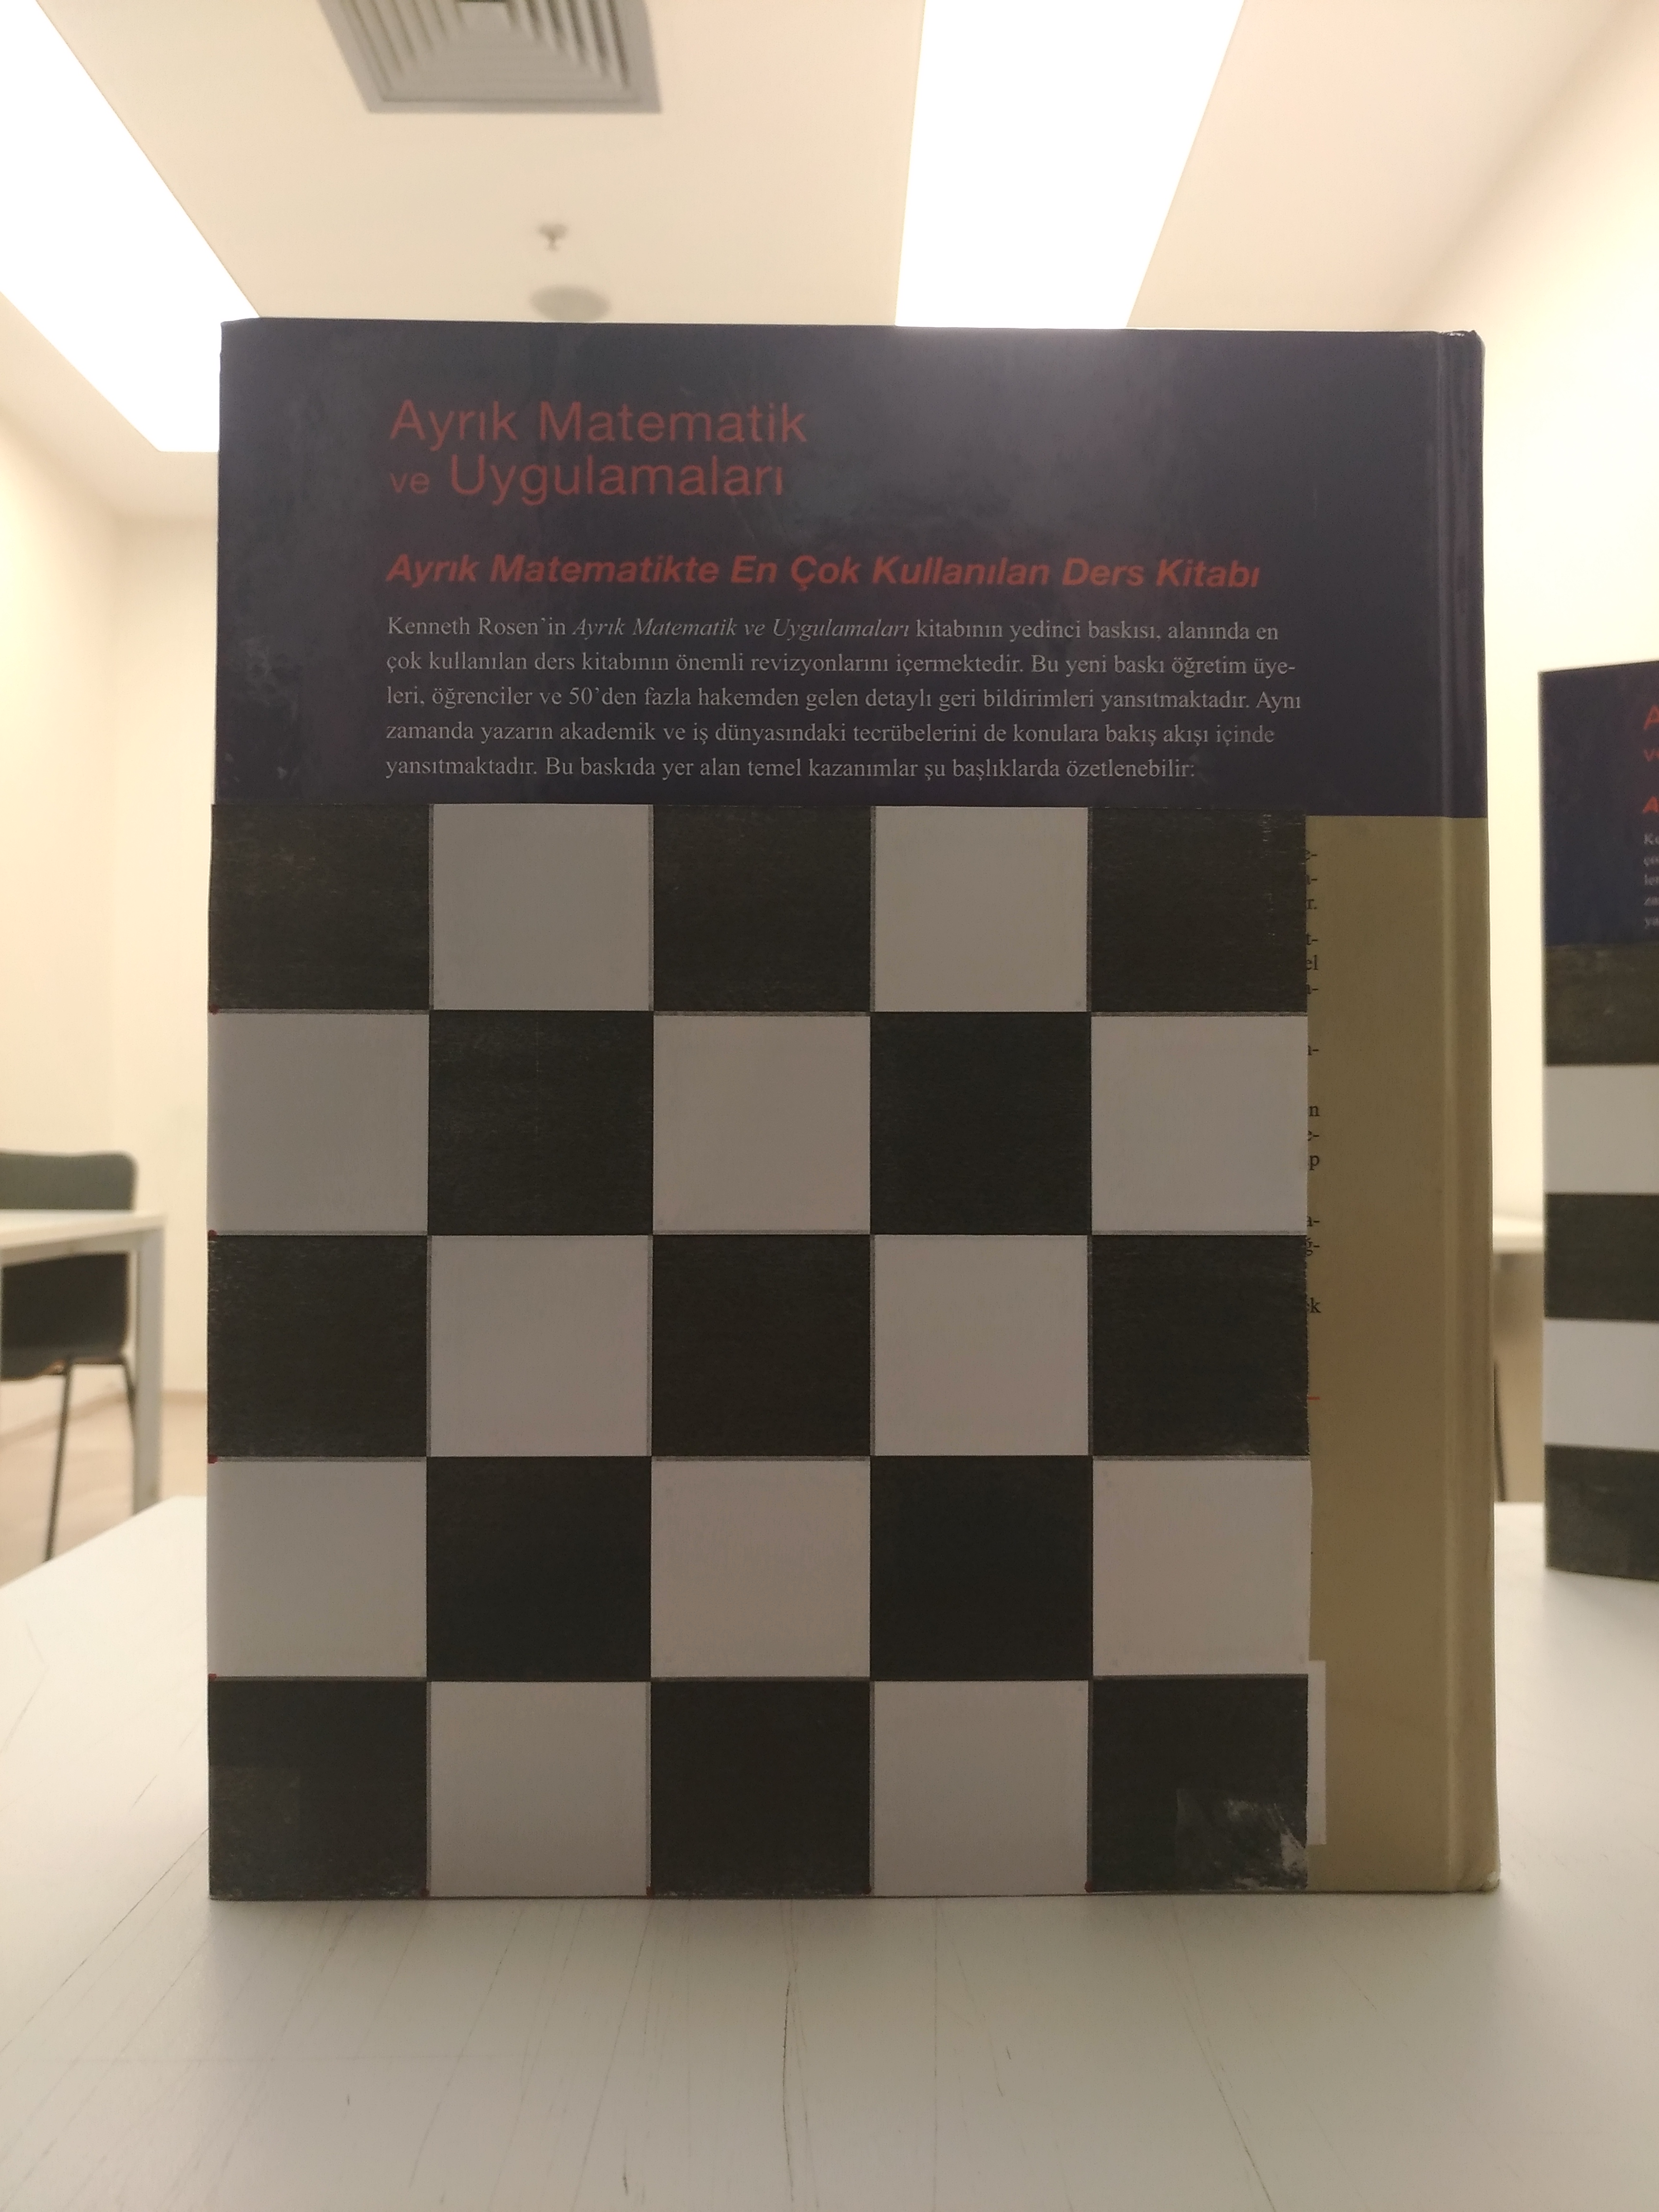 Ayrık Matematik
ve Uygulamaları
Ayrık Matematikte En Çok Kullanılan Ders Kitabı
Kenneth Rosen'in Ayrık Matematik ve Uygulamaları kitabının yedinci baskısı, alanında en
çok kullanılan ders kitabının önemli revizyonlarını içermektedir. Bu yeni baskı öğretim üye-
leri, öğrenciler ve 50'den fazla hakemden gelen detaylı geri bildirimleri yansıtmaktadır. Aynı
zamanda yazarın akademik ve iş dünyasındaki tecrübelerini de konulara bakış akışı içinde
yansıtmaktadır. Bu baskıda yer alan temel kazanımlar şu başlıklarda özetlenebilir: